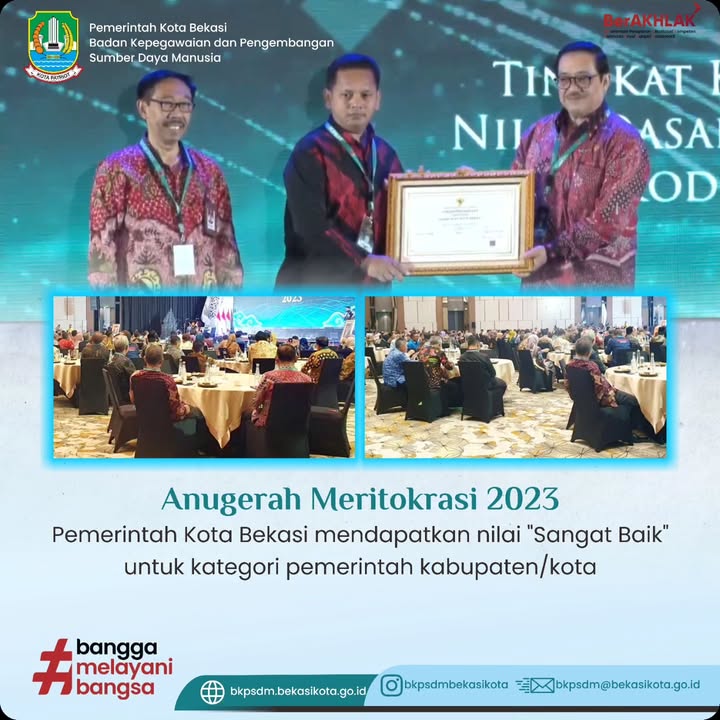 Pemerintah Kota Bekasi
Badan Kepegawaian dan Pengembangan
Sumber Daya Manusia
KOTA PATRIOT
BerAKHLAK
TINGKAT
2023
Anugerah Meritokrasi 2023
Pemerintah Kota Bekasi mendapatkan nilai "Sangat Baik"
untuk kategori pemerintah kabupaten/kota
#bangga
melayani
bangsa
bkpsdm.bekasikota.go.id
bkpsdmbekasikota
bkpsdm@bekasikota.go.id